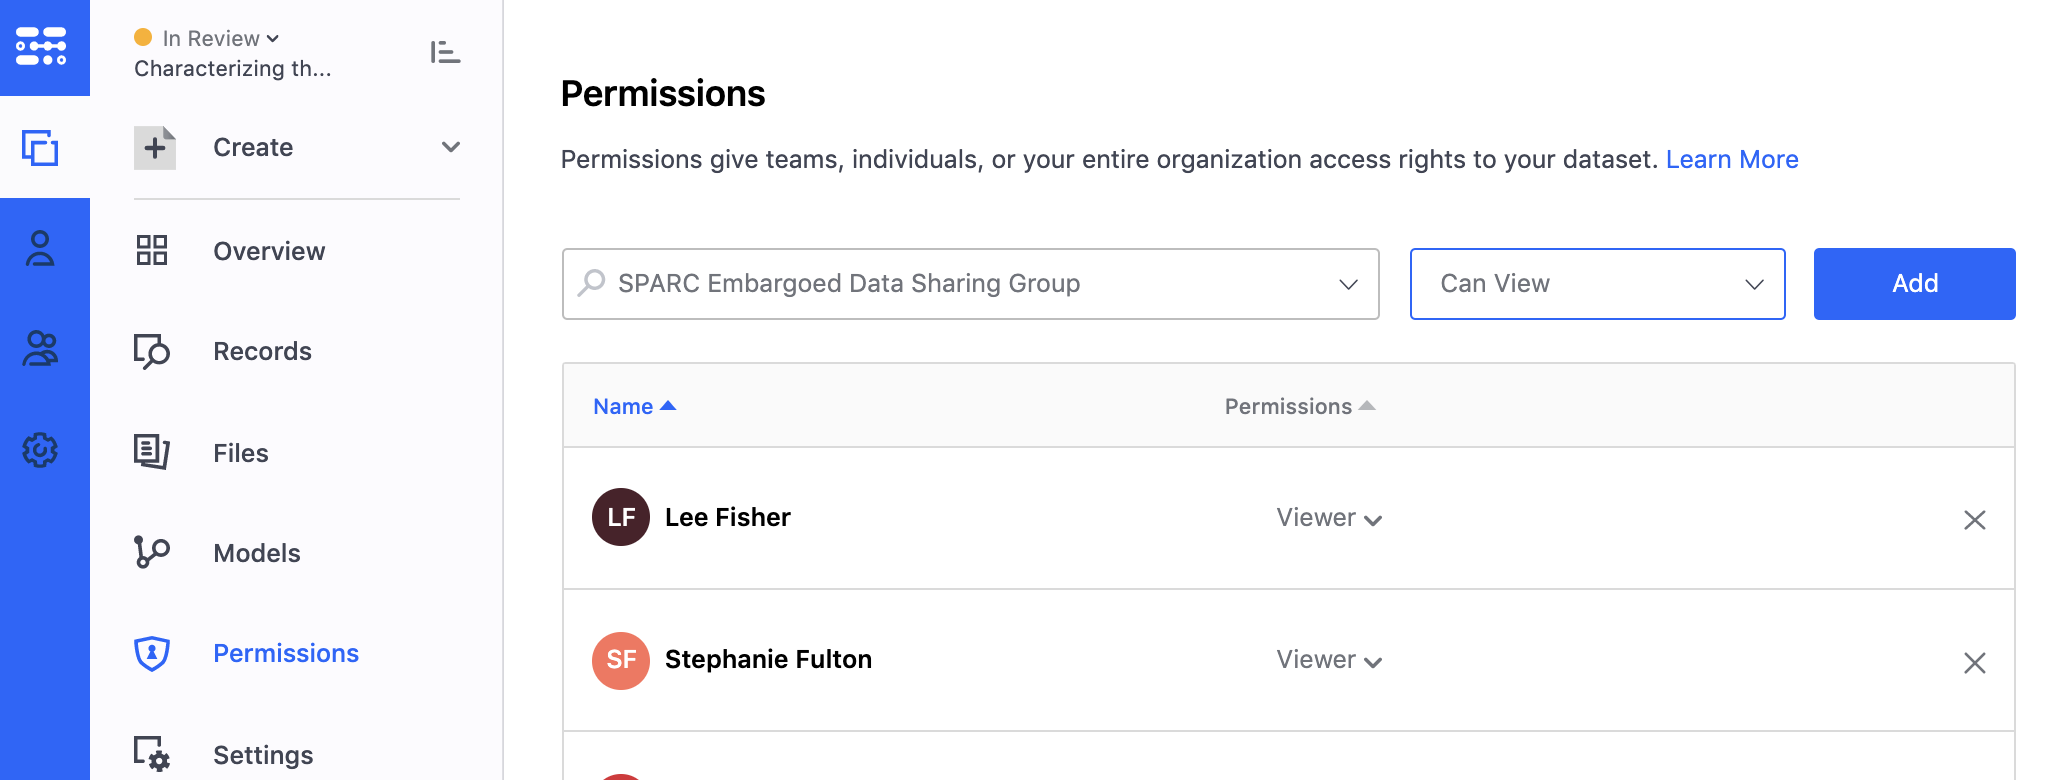 In Review
Characterizing th...
Create
Overview
Records
Files
Models
Permissions
Settings
Permissions
Permissions give teams, individuals, or your entire organization access rights to your dataset. Learn More
SPARC Embargoed Data Sharing Group
Can View
Add
Name
Permissions
LF
Lee Fisher
Viewer
SF
Stephanie Fulton
Viewer